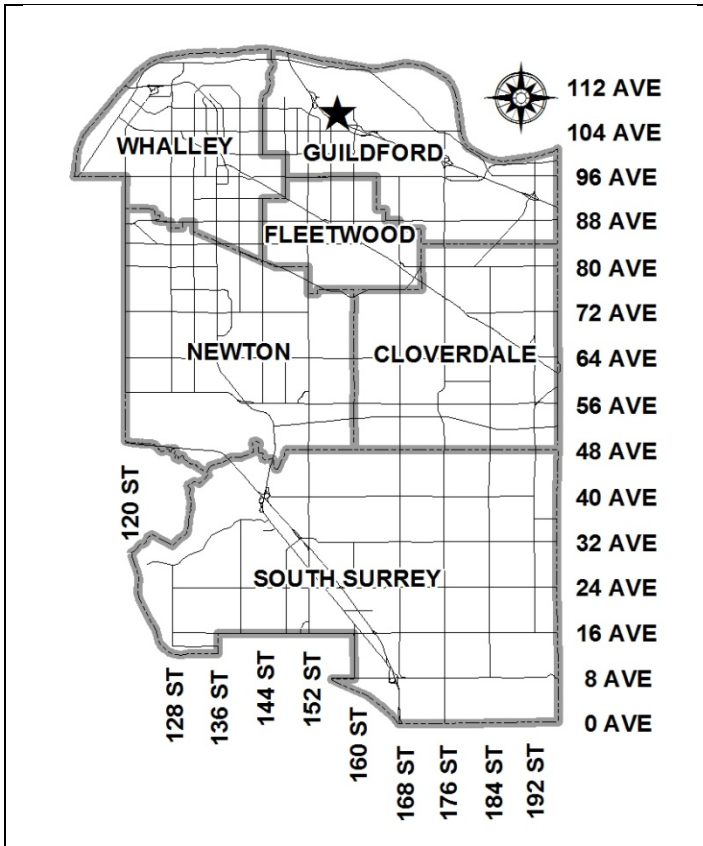 112 AVE
104 AVE
WHALLEY
GUILDFORD
96 AVE
88 AVE
FLEETWOOD
80 AVE
72 AVE
NEWTON
CLOVERDALE
64 AVE
56 AVE
48 AVE
120 ST
40 AVE
32 AVE
SOUTH SURREY
24 AVE
16 AVE
8 AVE
0 AVE
128 ST
136 ST
144 ST
152 ST
160 ST
168 ST
176 ST
184 ST
192 ST